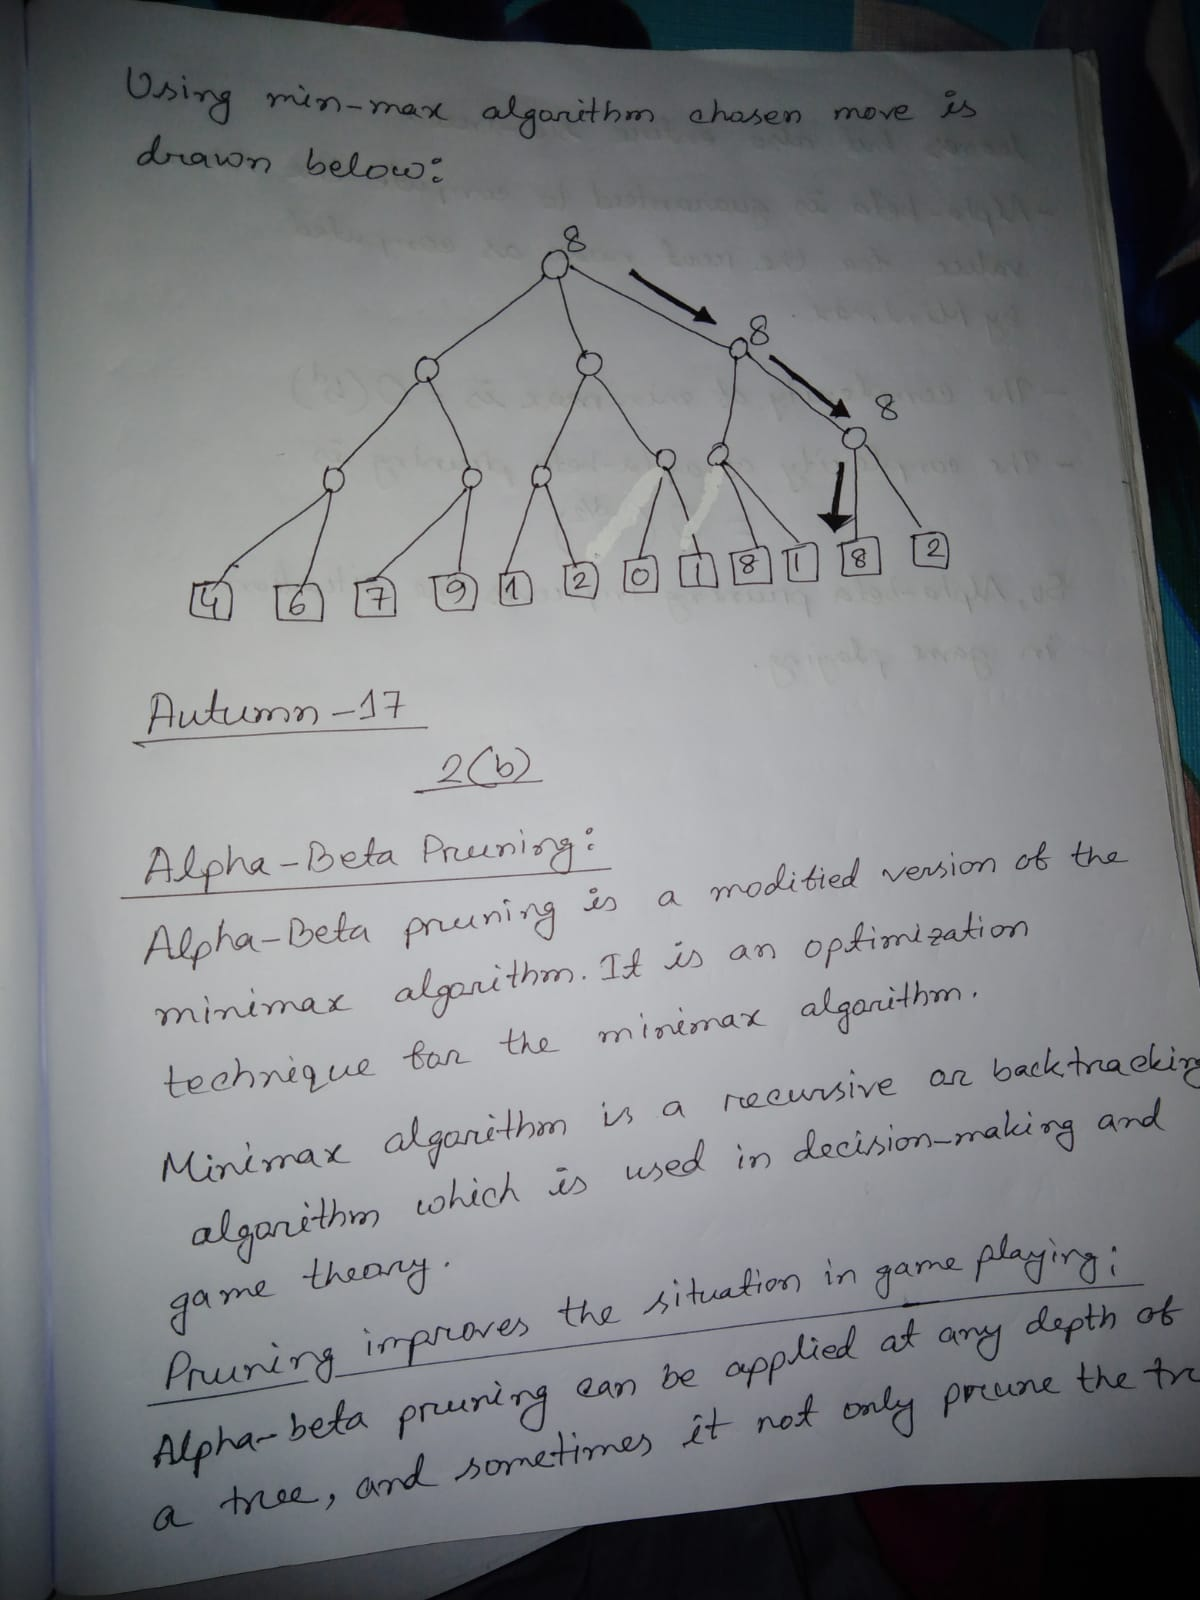 Using min-max algorithm chosen move is
drawn below:
8
8
8
4 6 7 9 1 2 0 1 8 1 8 2
Autumn-17
2(b)
Alpha-Beta Pruning:
Alpha-Beta pruning is a modified version of the
minimax algorithm. It is an optimization
technique for the minimax algorithm.
Minimax algorithm is a recursive or backtracking
algorithm which is used in decision-making and
game theory.
Pruning improves the situation in game playing:
Alpha-beta pruning can be applied at any depth of
a tree, and sometimes it not only prune the